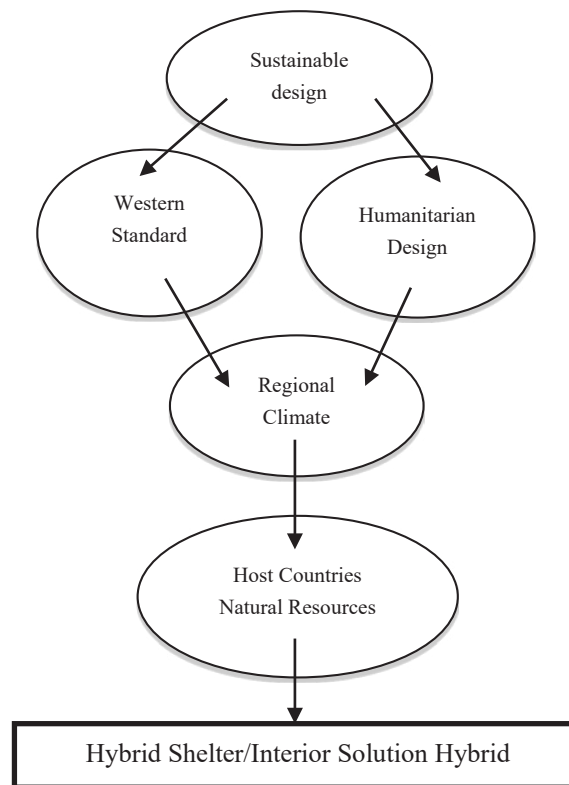 Sustainable
design
Western
Standard
Humanitarian
Design
Regional
Climate
Host Countries
Natural Resources
Hybrid Shelter/Interior Solution Hybrid